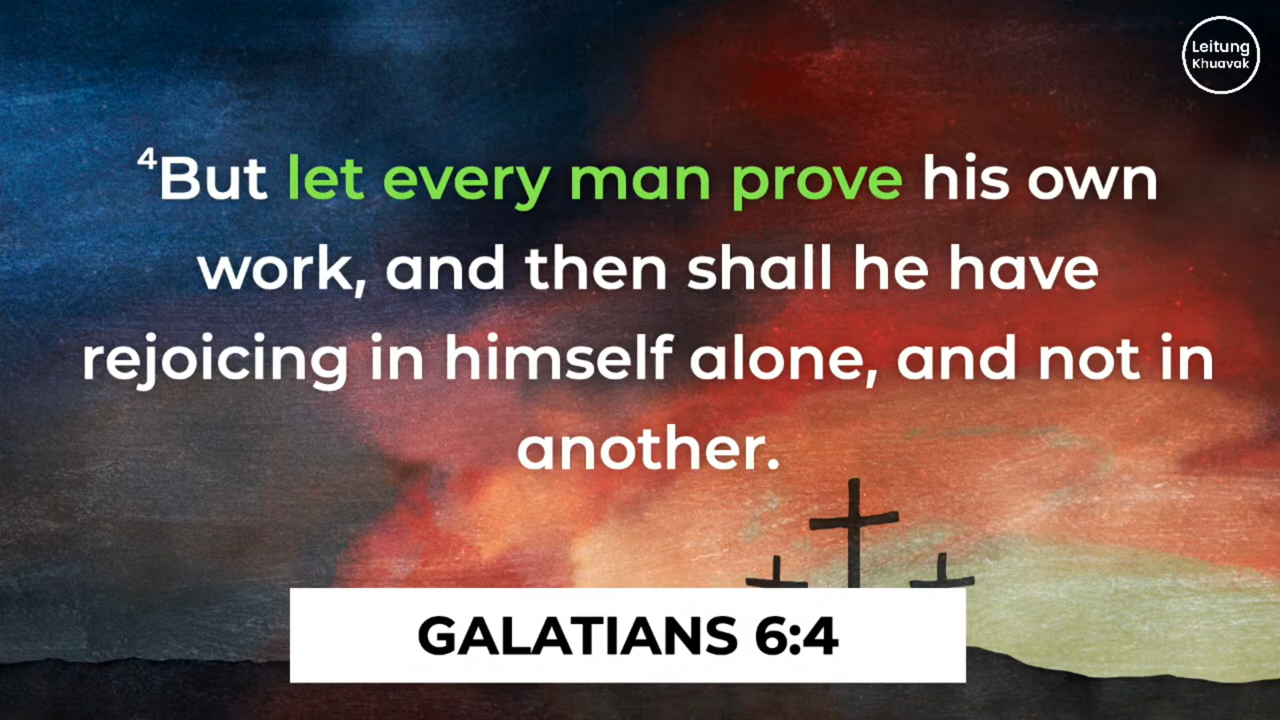 Leitung
Khuavak
⁴But let every man prove his own
work, and then shall he have
rejoicing in himself alone, and not in
another.
GALATIANS 6:4